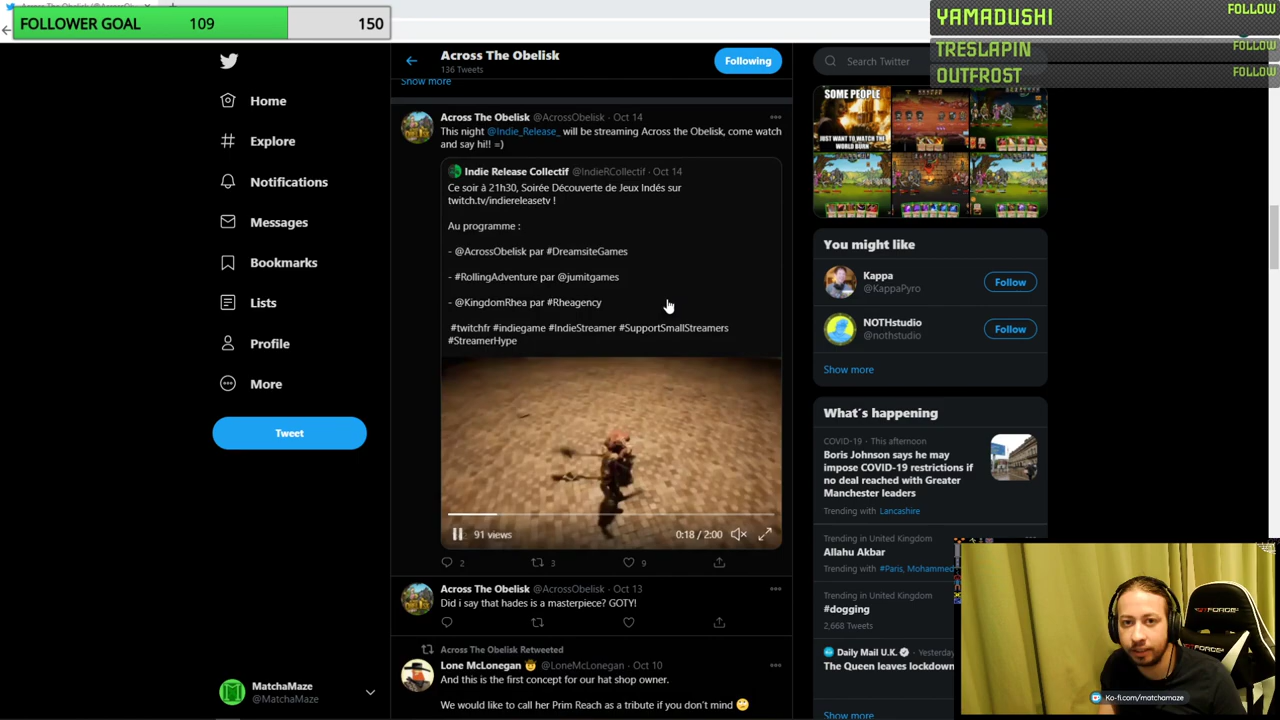 FOLLOWER GOAL 109 150
YAMADUSHI FOLLOW
TRESLAPIN FOLLOW
OUTFROST FOLLOW
Across The Obelisk
136 Tweets
Following
Search Twitter
Show more
Home
Explore
Notifications
Messages
Bookmarks
Lists
Profile
More
Tweet
MatchaMaze
@MatchaMaze
Across The Obelisk @AcrossObelisk · Oct 14
This night @Indie_Release_ will be streaming Across the Obelisk, come watch
and say hi!! =)
Indie Release Collectif @IndieRCollectif · Oct 14
Ce soir à 21h30, Soirée Découverte de Jeux Indés sur
twitch.tv/indiereleasetv !
Au programme :
- @AcrossObelisk par #DreamsiteGames
- #RollingAdventure par @jumitgames
- @KingdomRhea par #Rheagency
#twitchfr #indiegame #IndieStreamer #SupportSmallStreamers
#StreamerHype
91 views
0:18 / 2:00
2 3 9
Across The Obelisk @AcrossObelisk · Oct 13
Did i say that hades is a masterpiece? GOTY!
Across The Obelisk Retweeted
Lone McLonegan @LoneMcLonegan · Oct 10
And this is the first concept for our hat shop owner.
We would like to call her Prim Reach as a tribute if you don't mind
SOME PEOPLE
JUST WANT TO WATCH THE
WORLD BURN
You might like
Kappa
@KappaPyro
Follow
NOTHstudio
@nothstudio
Follow
Show more
What's happening
COVID-19 · This afternoon
Boris Johnson says he may
impose COVID-19 restrictions if
no deal reached with Greater
Manchester leaders
Trending with Lancashire
Trending in United Kingdom
Allahu Akbar
Trending with #Paris, Mohammed
Trending in United Kingdom
#dogging
2,668 Tweets
Daily Mail U.K. · Yesterday
The Queen leaves lockdown
Show more
GTFORCE
Ko-fi.com/matchamaze